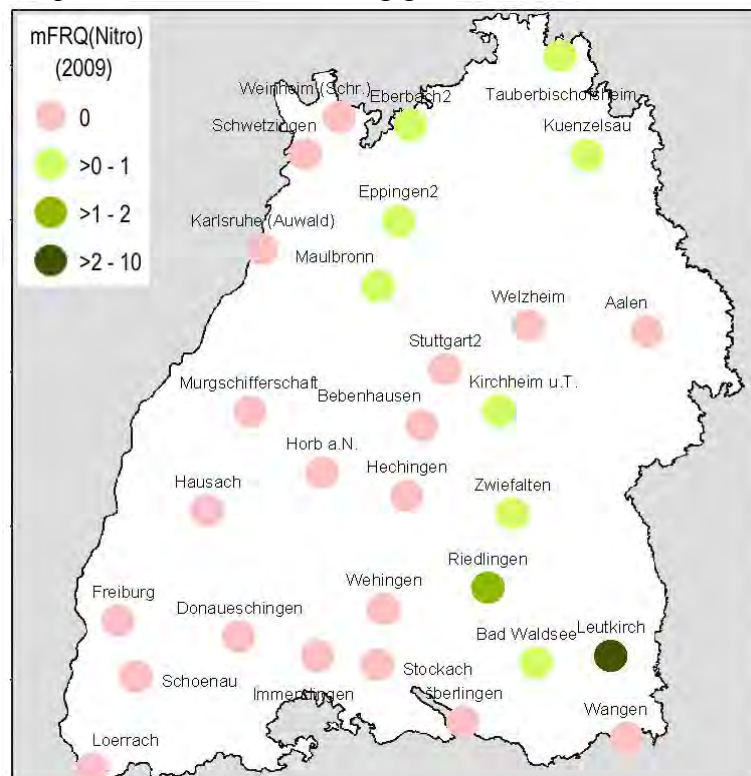 mFRQ(Nitro)
(2009)
0
>0 - 1
>1 - 2
>2 - 10
Tauberbischofsheim
Weinheim (Schr.)
Eberbach2
Schwetzingen
Kuenzelsau
Eppingen2
Karlsruhe (Auwald)
Maulbronn
Welzheim
Aalen
Stuttgart2
Murgschifferschaft
Bebenhausen
Kirchheim u.T.
Horb a.N.
Hechingen
Hausach
Zwiefalten
Riedlingen
Wehingen
Freiburg
Donaueschingen
Bad Waldsee
Leutkirch
Stockach
Schoenau
Immendingen
šberlingen
Wangen
Loerrach